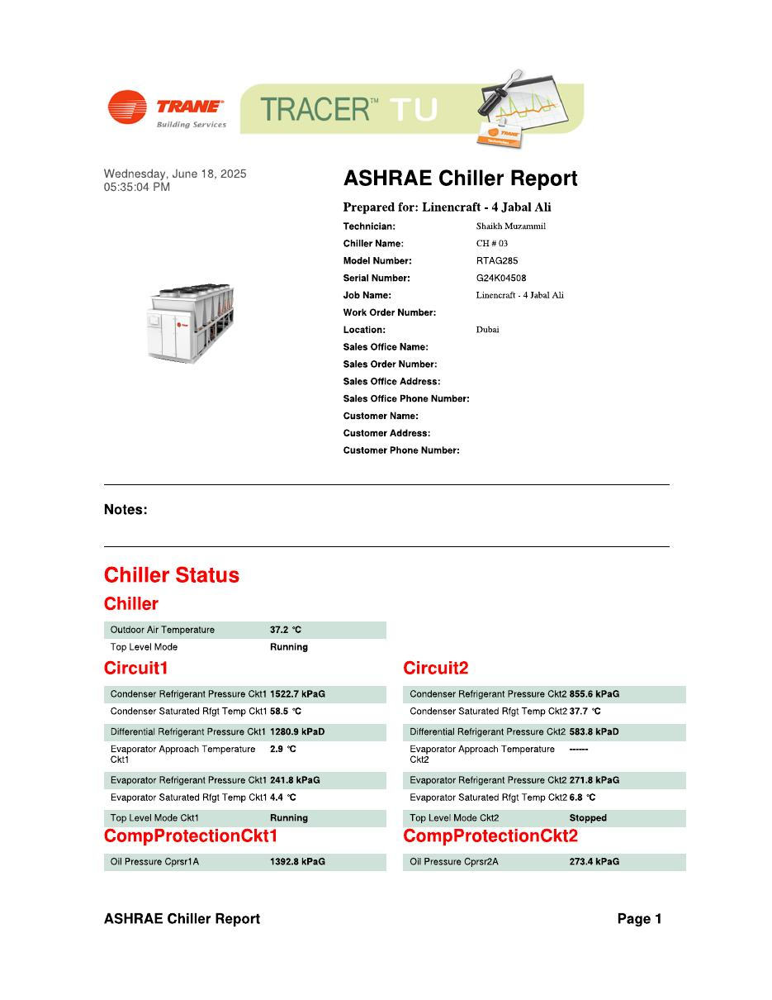 TRANE®
Building Services
TRACER™ TU
TRANE
Technician
Wednesday, June 18, 2025
05:35:04 PM
ASHRAE Chiller Report
Prepared for: Linencraft - 4 Jabal Ali
Technician: Shaikh Muzammil
Chiller Name: CH # 03
Model Number: RTAG285
Serial Number: G24K04508
Job Name: Linencraft - 4 Jabal Ali
Work Order Number:
Location: Dubai
Sales Office Name:
Sales Order Number:
Sales Office Address:
Sales Office Phone Number:
Customer Name:
Customer Address:
Customer Phone Number:
TRANE
Notes:
Chiller Status
Chiller
Outdoor Air Temperature 37.2 °C
Top Level Mode Running
Circuit1
Condenser Refrigerant Pressure Ckt1 1522.7 kPaG
Condenser Saturated Rfgt Temp Ckt1 58.5 °C
Differential Refrigerant Pressure Ckt1 1280.9 kPaD
Evaporator Approach Temperature 2.9 °C
Ckt1
Evaporator Refrigerant Pressure Ckt1 241.8 kPaG
Evaporator Saturated Rfgt Temp Ckt1 4.4 °C
Top Level Mode Ckt1 Running
CompProtectionCkt1
Oil Pressure Cprsr1A 1392.8 kPaG
Circuit2
Condenser Refrigerant Pressure Ckt2 855.6 kPaG
Condenser Saturated Rfgt Temp Ckt2 37.7 °C
Differential Refrigerant Pressure Ckt2 583.8 kPaD
Evaporator Approach Temperature ------
Ckt2
Evaporator Refrigerant Pressure Ckt2 271.8 kPaG
Evaporator Saturated Rfgt Temp Ckt2 6.8 °C
Top Level Mode Ckt2 Stopped
CompProtectionCkt2
Oil Pressure Cprsr2A 273.4 kPaG
ASHRAE Chiller Report Page 1